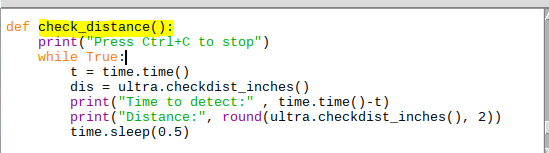 def check_distance():
    print("Press Ctrl+C to stop")
    while True:
        t = time.time()
        dis = ultra.checkdist_inches()
        print("Time to detect:" , time.time()-t)
        print("Distance:", round(ultra.checkdist_inches(), 2))
        time.sleep(0.5)